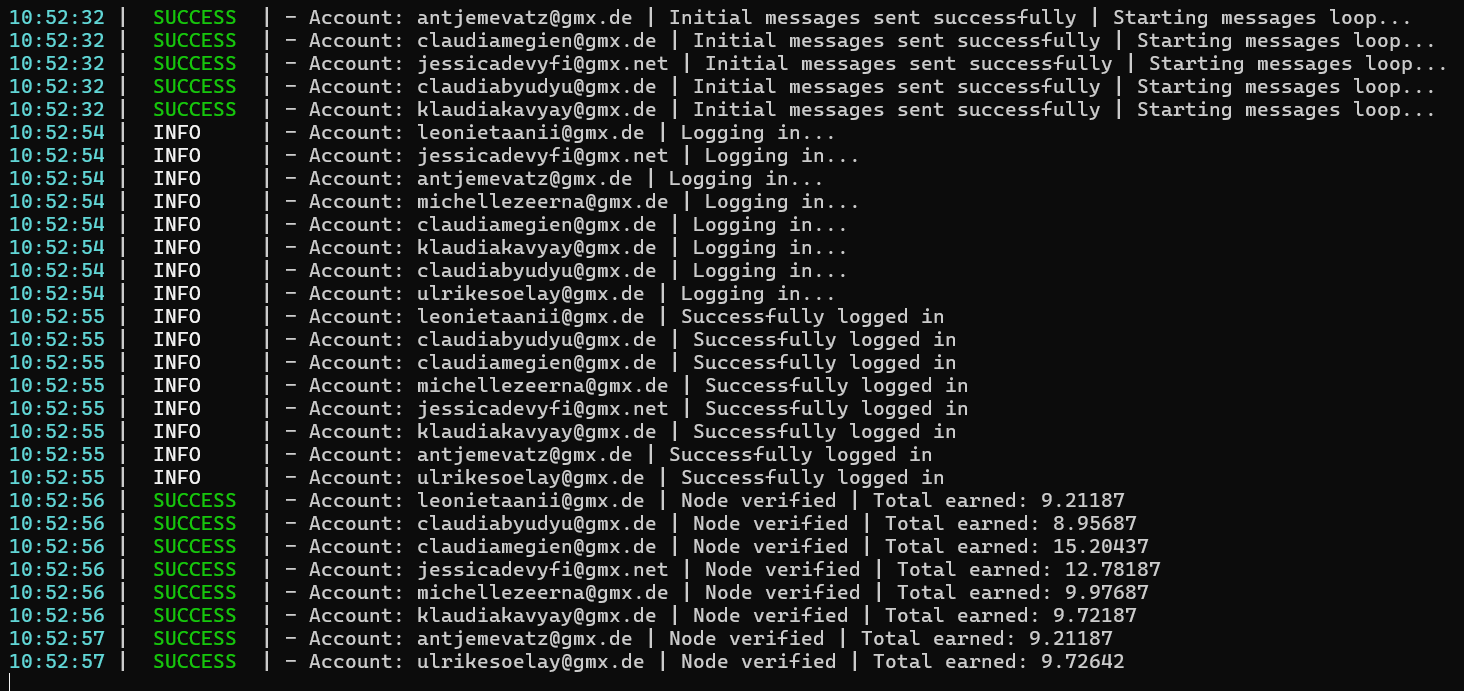 10:52:32 | SUCCESS | - Account: antjemevatz@gmx.de | Initial messages sent successfully | Starting messages loop...
10:52:32 | SUCCESS | - Account: claudiamegien@gmx.de | Initial messages sent successfully | Starting messages loop...
10:52:32 | SUCCESS | - Account: jessicadevyfi@gmx.net | Initial messages sent successfully | Starting messages loop...
10:52:32 | SUCCESS | - Account: claudiabyudyu@gmx.de | Initial messages sent successfully | Starting messages loop...
10:52:32 | SUCCESS | - Account: klaudiakavyay@gmx.de | Initial messages sent successfully | Starting messages loop...
10:52:54 | INFO | - Account: leonietaanii@gmx.de | Logging in...
10:52:54 | INFO | - Account: jessicadevyfi@gmx.net | Logging in...
10:52:54 | INFO | - Account: antjemevatz@gmx.de | Logging in...
10:52:54 | INFO | - Account: michellezeerna@gmx.de | Logging in...
10:52:54 | INFO | - Account: claudiamegien@gmx.de | Logging in...
10:52:54 | INFO | - Account: klaudiakavyay@gmx.de | Logging in...
10:52:54 | INFO | - Account: claudiabyudyu@gmx.de | Logging in...
10:52:54 | INFO | - Account: ulrikesoelay@gmx.de | Logging in...
10:52:55 | INFO | - Account: leonietaanii@gmx.de | Successfully logged in
10:52:55 | INFO | - Account: claudiabyudyu@gmx.de | Successfully logged in
10:52:55 | INFO | - Account: claudiamegien@gmx.de | Successfully logged in
10:52:55 | INFO | - Account: michellezeerna@gmx.de | Successfully logged in
10:52:55 | INFO | - Account: jessicadevyfi@gmx.net | Successfully logged in
10:52:55 | INFO | - Account: klaudiakavyay@gmx.de | Successfully logged in
10:52:55 | INFO | - Account: antjemevatz@gmx.de | Successfully logged in
10:52:55 | INFO | - Account: ulrikesoelay@gmx.de | Successfully logged in
10:52:56 | SUCCESS | - Account: leonietaanii@gmx.de | Node verified | Total earned: 9.21187
10:52:56 | SUCCESS | - Account: claudiabyudyu@gmx.de | Node verified | Total earned: 8.95687
10:52:56 | SUCCESS | - Account: claudiamegien@gmx.de | Node verified | Total earned: 15.20437
10:52:56 | SUCCESS | - Account: jessicadevyfi@gmx.net | Node verified | Total earned: 12.78187
10:52:56 | SUCCESS | - Account: michellezeerna@gmx.de | Node verified | Total earned: 9.97687
10:52:56 | SUCCESS | - Account: klaudiakavyay@gmx.de | Node verified | Total earned: 9.72187
10:52:57 | SUCCESS | - Account: antjemevatz@gmx.de | Node verified | Total earned: 9.21187
10:52:57 | SUCCESS | - Account: ulrikesoelay@gmx.de | Node verified | Total earned: 9.72642